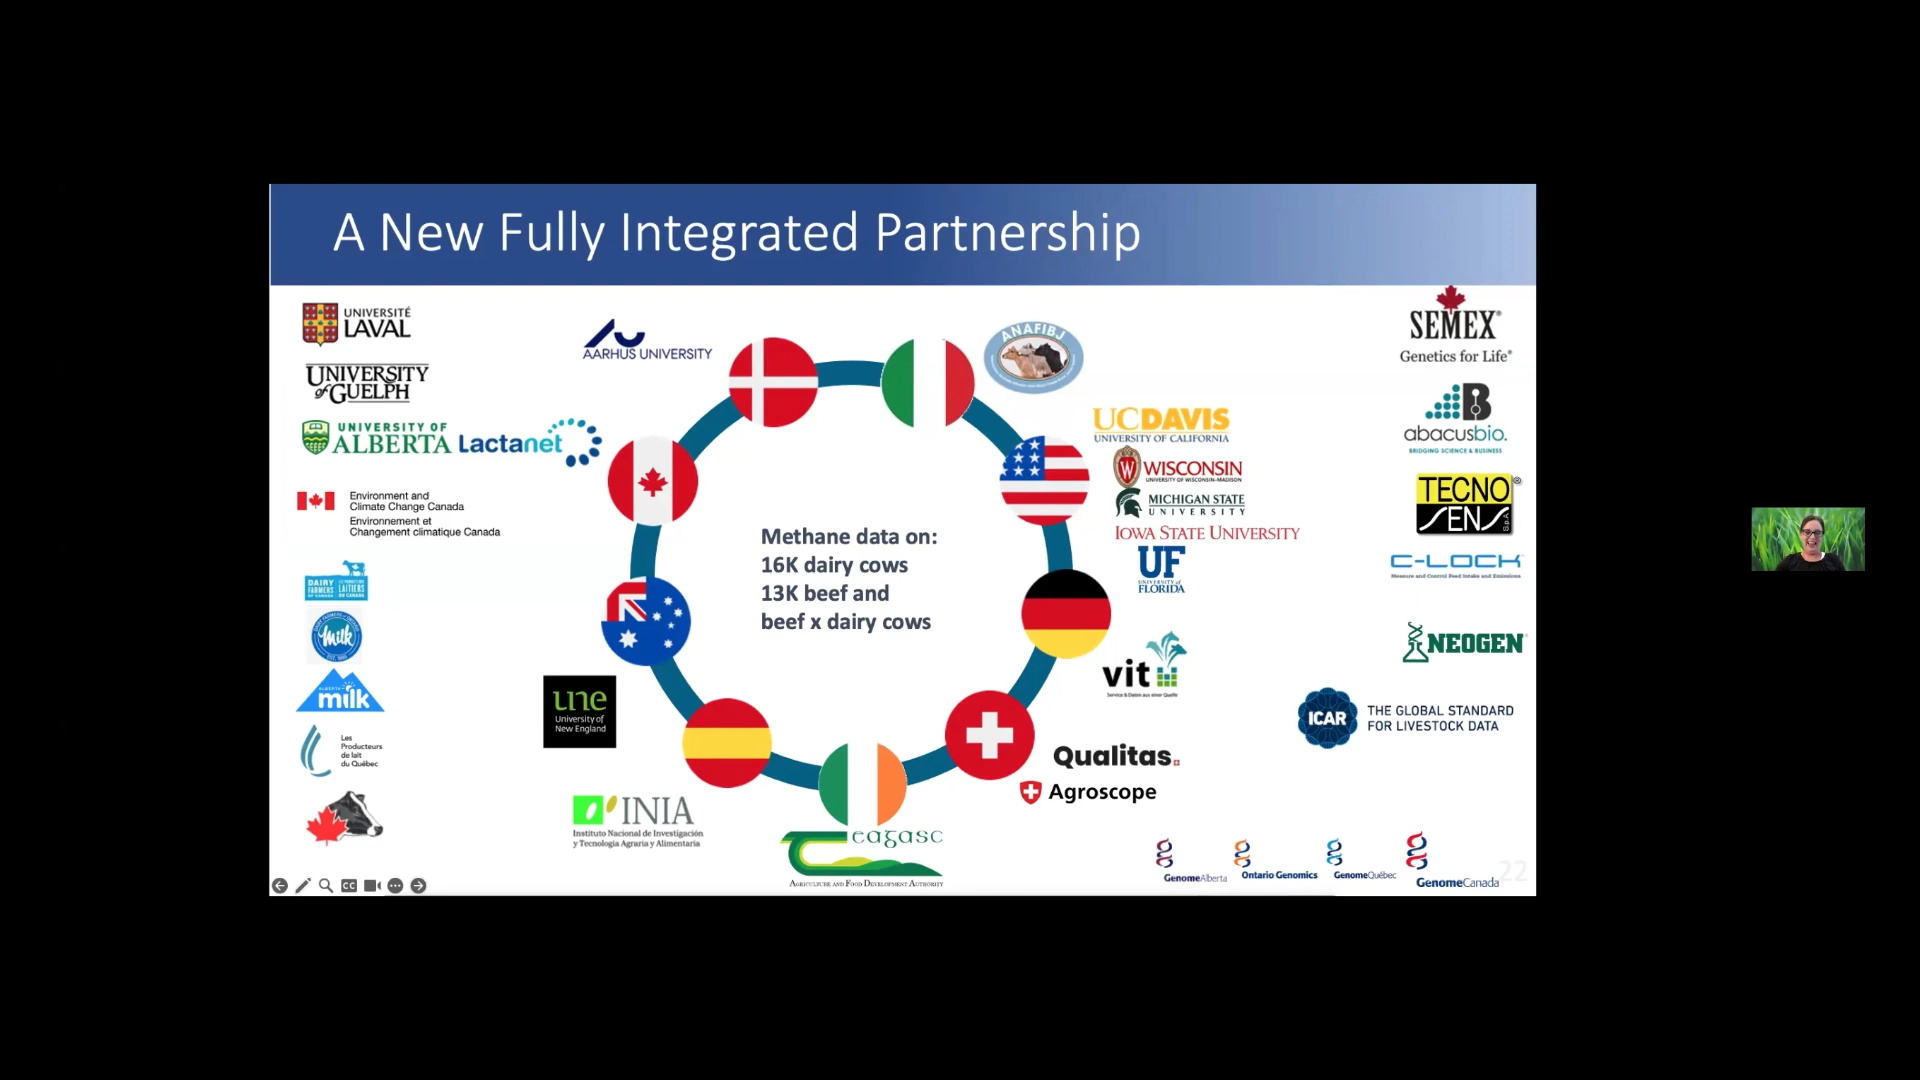 A New Fully Integrated Partnership
UNIVERSITÉ
LAVAL
UNIVERSITY
of GUELPH
UNIVERSITY OF
ALBERTA
Lactanet
Environment and
Climate Change Canada
Environnement et
Changement climatique Canada
DAIRY
FARMERS
OF CANADA
LES PRODUCTEURS
LAITIERS
DU CANADA
Milk
ALBERTA
milk
Les
Producteurs
de lait
du Québec
AARHUS UNIVERSITY
ANAFIBJ
Methane data on:
16K dairy cows
13K beef and
beef x dairy cows
une
University of
New England
INIA
Instituto Nacional de Investigación
y Tecnología Agraria y Alimentaria
eagasc
AGRICULTURE AND FOOD DEVELOPMENT AUTHORITY
UCDAVIS
UNIVERSITY OF CALIFORNIA
W
WISCONSIN
UNIVERSITY OF WISCONSIN-MADISON
MICHIGAN STATE
UNIVERSITY
IOWA STATE UNIVERSITY
UF
UNIVERSITY of
FLORIDA
vit
Service & Daten aus einer Quelle
Qualitas.
Agroscope
SEMEX®
Genetics for Life®
B
abacusbio.
BRIDGING SCIENCE & BUSINESS
TECNO
SENS
S.p.A.
®
C-LOCK
Measure and Control Feed Intake and Emissions
NEOGEN
ICAR
THE GLOBAL STANDARD
FOR LIVESTOCK DATA
GenomeAlberta
Ontario Genomics
GenomeQuébec
GenomeCanada
22
CC